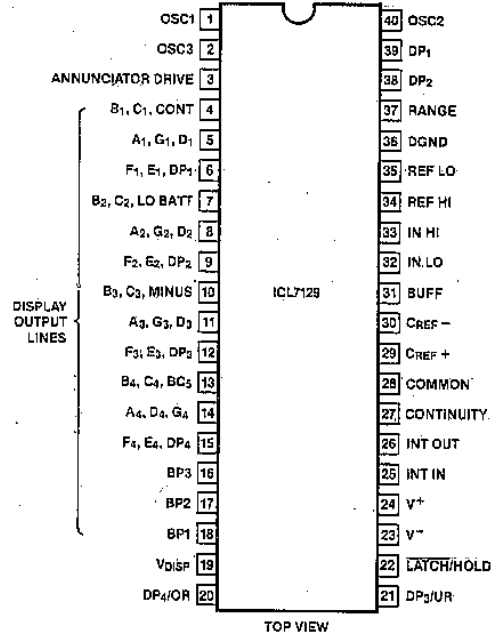 OSC1 1
OSC3 2
ANNUNCIATOR DRIVE 3
B1, C1, CONT 4
A1, G1, D1 5
F1, E1, DP1 6
B2, C2, LO BATT 7
A2, G2, D2 8
F2, E2, DP2 9
B3, C3, MINUS 10
A3, G3, D3 11
F3, E3, DP3 12
B4, C4, BC5 13
A4, D4, G4 14
F4, E4, DP4 15
BP3 16
BP2 17
BP1 18
VDISP 19
DP4/OR 20
DISPLAY
OUTPUT
LINES
ICL7129
40 OSC2
39 DP1
38 DP2
37 RANGE
36 DGND
35 REF LO
34 REF HI
33 IN HI
32 IN LO
31 BUFF
30 CREF −
29 CREF +
28 COMMON
27 CONTINUITY
26 INT OUT
25 INT IN
24 V+
23 V−
22 LATCH/HOLD
21 DP3/UR
TOP VIEW